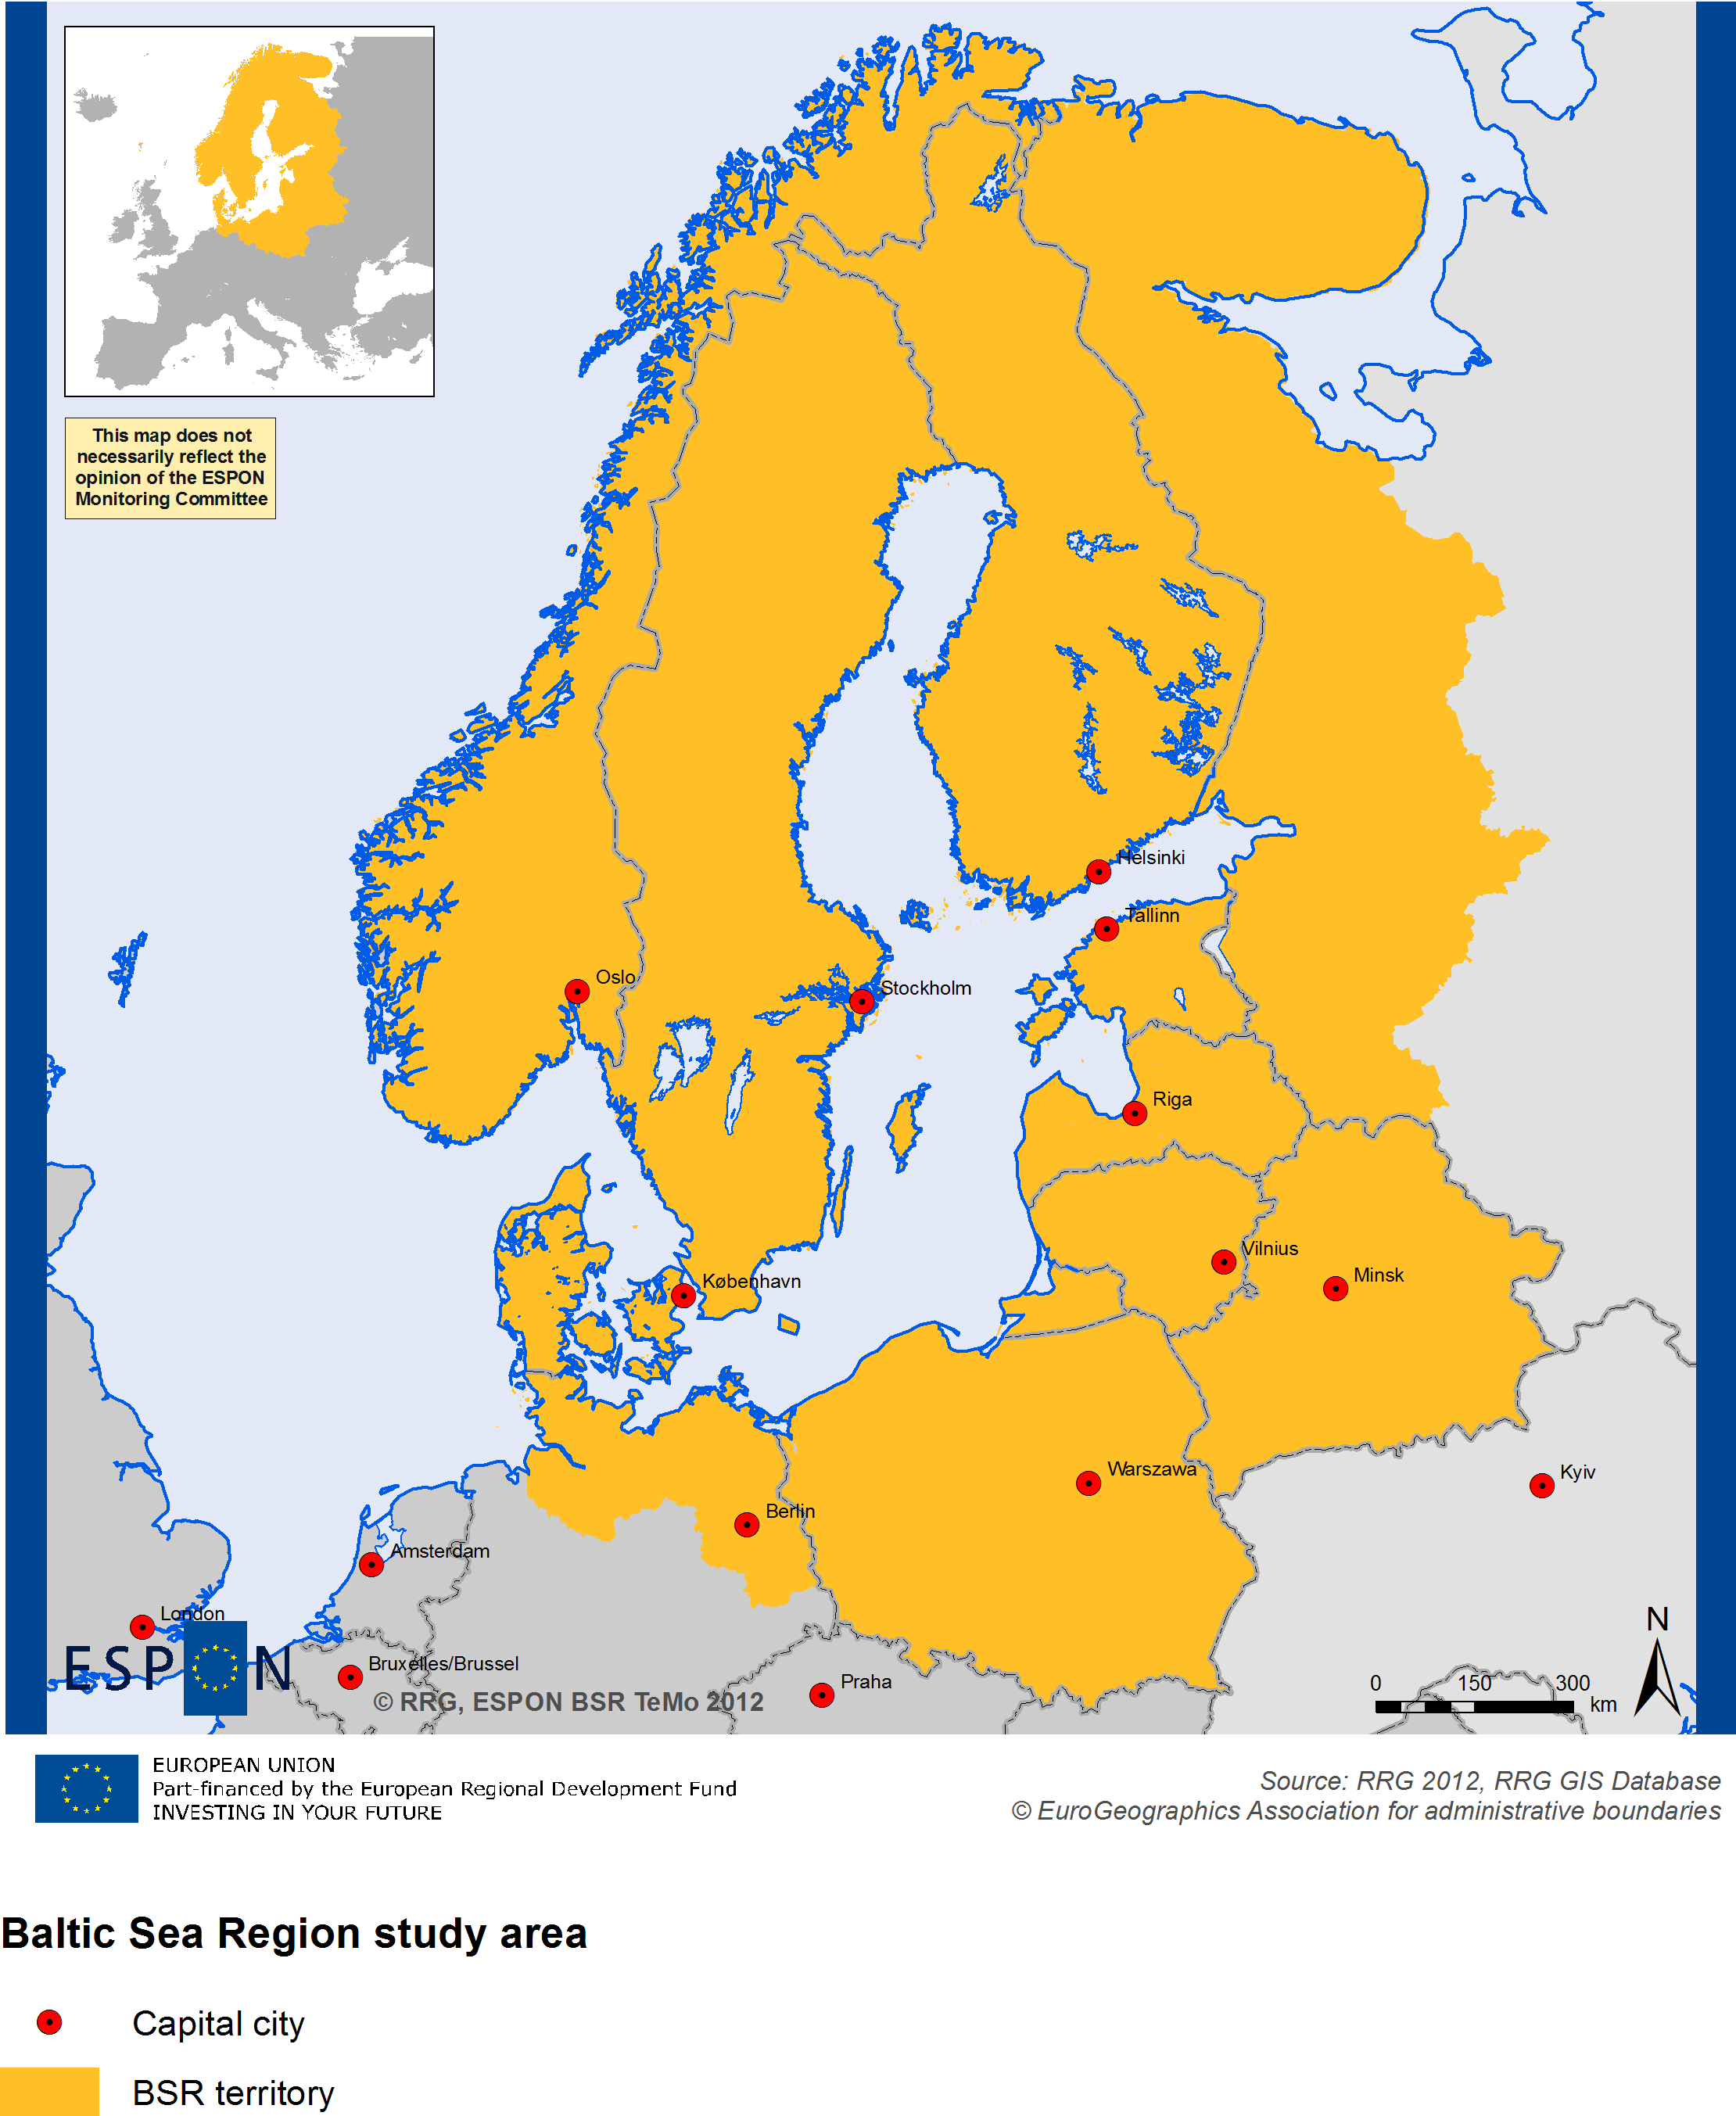 This map does not
necessarily reflect the
opinion of the ESPON
Monitoring Committee
Helsinki
Tallinn
Oslo
Stockholm
Riga
Vilnius
Minsk
København
Warszawa
Kyiv
Berlin
Amsterdam
London
Bruxelles/Brussel
Praha
ESPON
© RRG, ESPON BSR TeMo 2012
N
0 150 300
km
EUROPEAN UNION
Part-financed by the European Regional Development Fund
INVESTING IN YOUR FUTURE
Source: RRG 2012, RRG GIS Database
© EuroGeographics Association for administrative boundaries
Baltic Sea Region study area
Capital city
BSR territory